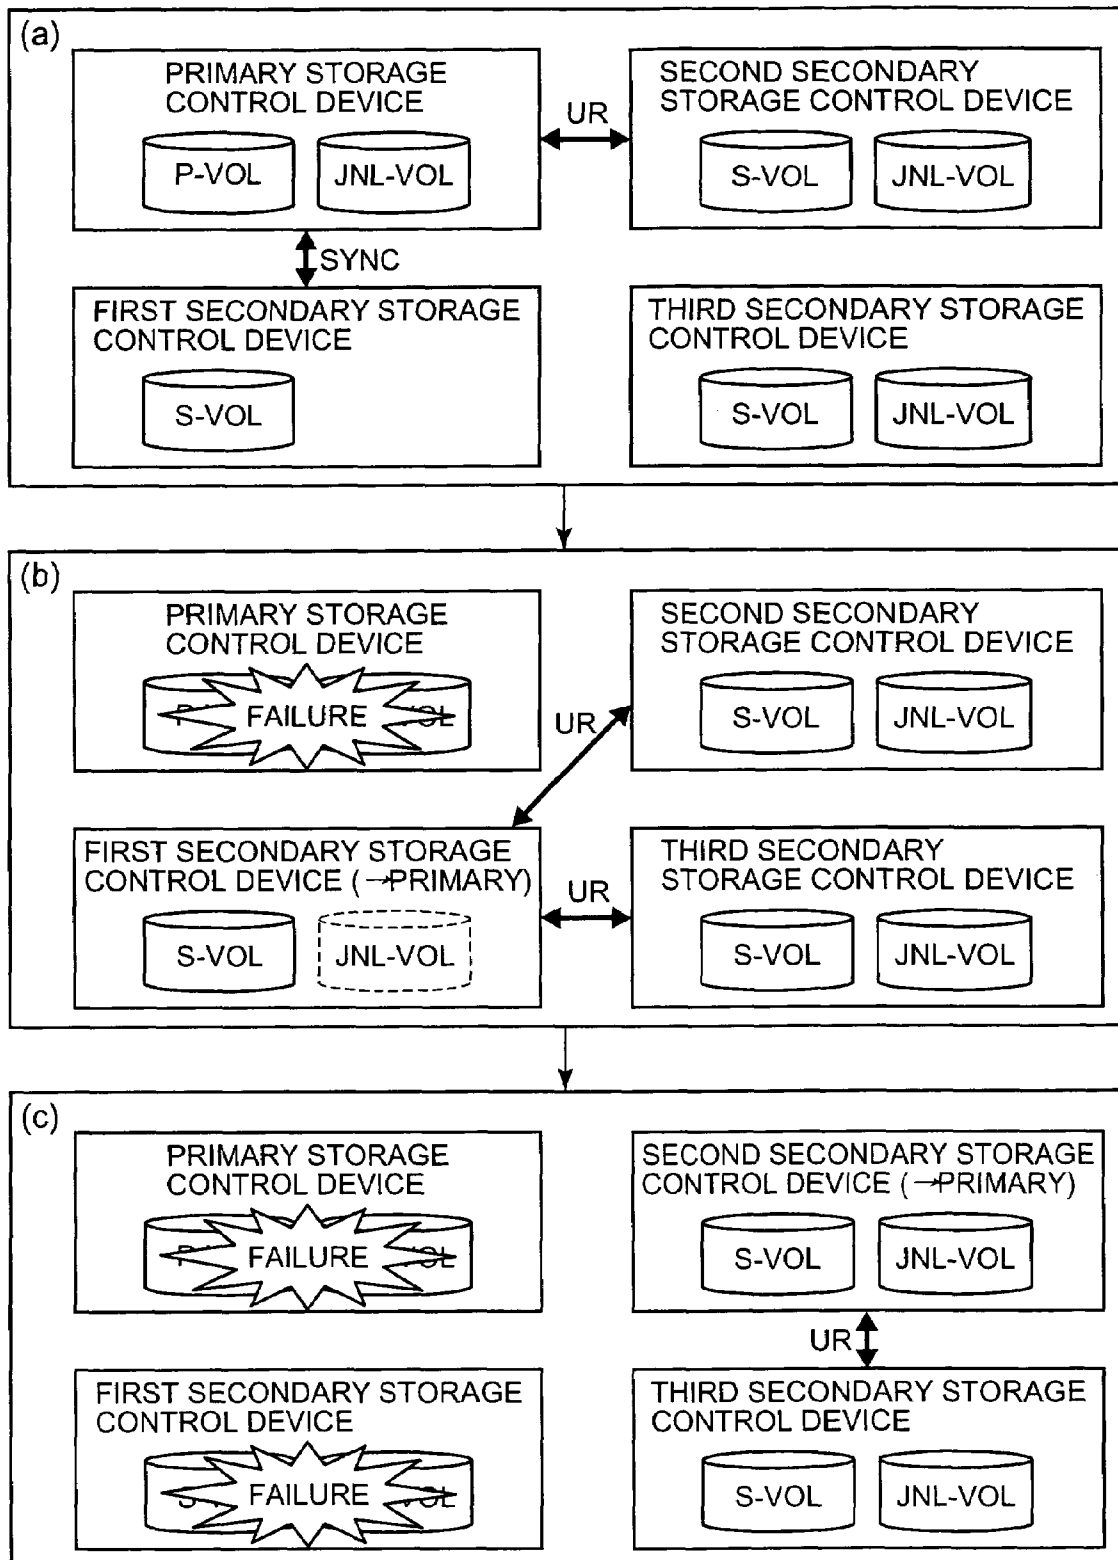 (a)
PRIMARY STORAGE
CONTROL DEVICE
P-VOL
JNL-VOL
UR
SECOND SECONDARY
STORAGE CONTROL DEVICE
S-VOL
JNL-VOL
SYNC
FIRST SECONDARY STORAGE
CONTROL DEVICE
S-VOL
THIRD SECONDARY STORAGE
CONTROL DEVICE
S-VOL
JNL-VOL
(b)
PRIMARY STORAGE
CONTROL DEVICE
FAILURE
UR
SECOND SECONDARY
STORAGE CONTROL DEVICE
S-VOL
JNL-VOL
FIRST SECONDARY STORAGE
CONTROL DEVICE (→PRIMARY)
S-VOL
JNL-VOL
UR
THIRD SECONDARY
STORAGE CONTROL DEVICE
S-VOL
JNL-VOL
(c)
PRIMARY STORAGE
CONTROL DEVICE
FAILURE
SECOND SECONDARY STORAGE
CONTROL DEVICE (→PRIMARY)
S-VOL
JNL-VOL
UR
FIRST SECONDARY STORAGE
CONTROL DEVICE
FAILURE
THIRD SECONDARY STORAGE
CONTROL DEVICE
S-VOL
JNL-VOL